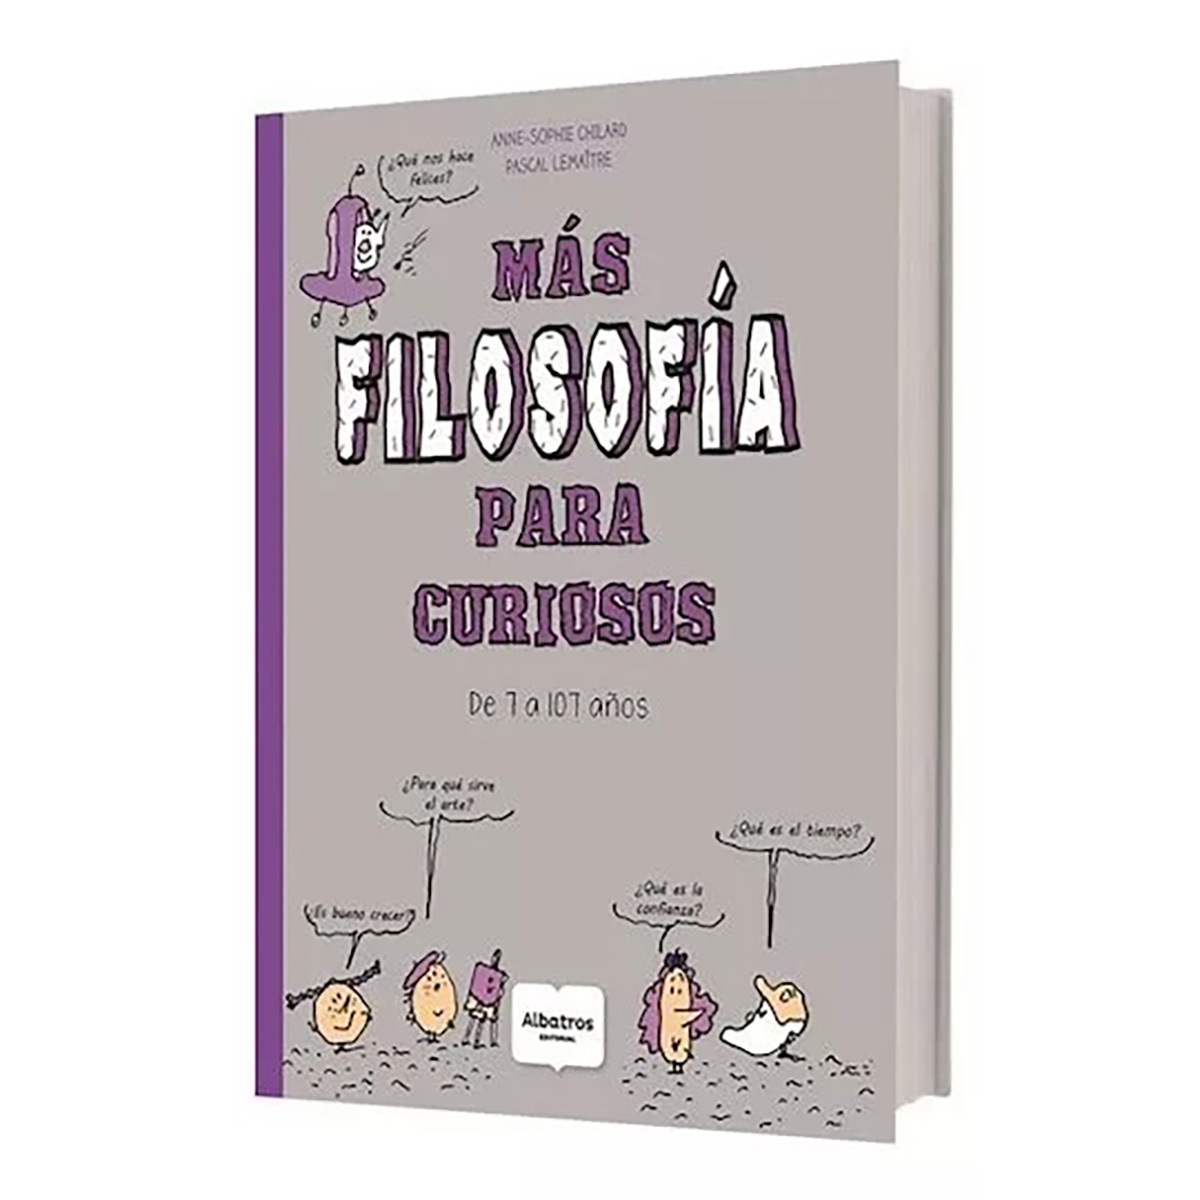 ANNE-SOPHIE CHILARD
PASCAL LEMAÎTRE
¿Qué nos hace
felices?
MÁS
FILOSOFÍA
PARA
CURIOSOS
De 7 a 107 años
¿Para qué sirve
el arte?
¿Qué es el tiempo?
¿Qué es la
confianza?
¿Es bueno crecer?
Albatros
EDITORIAL